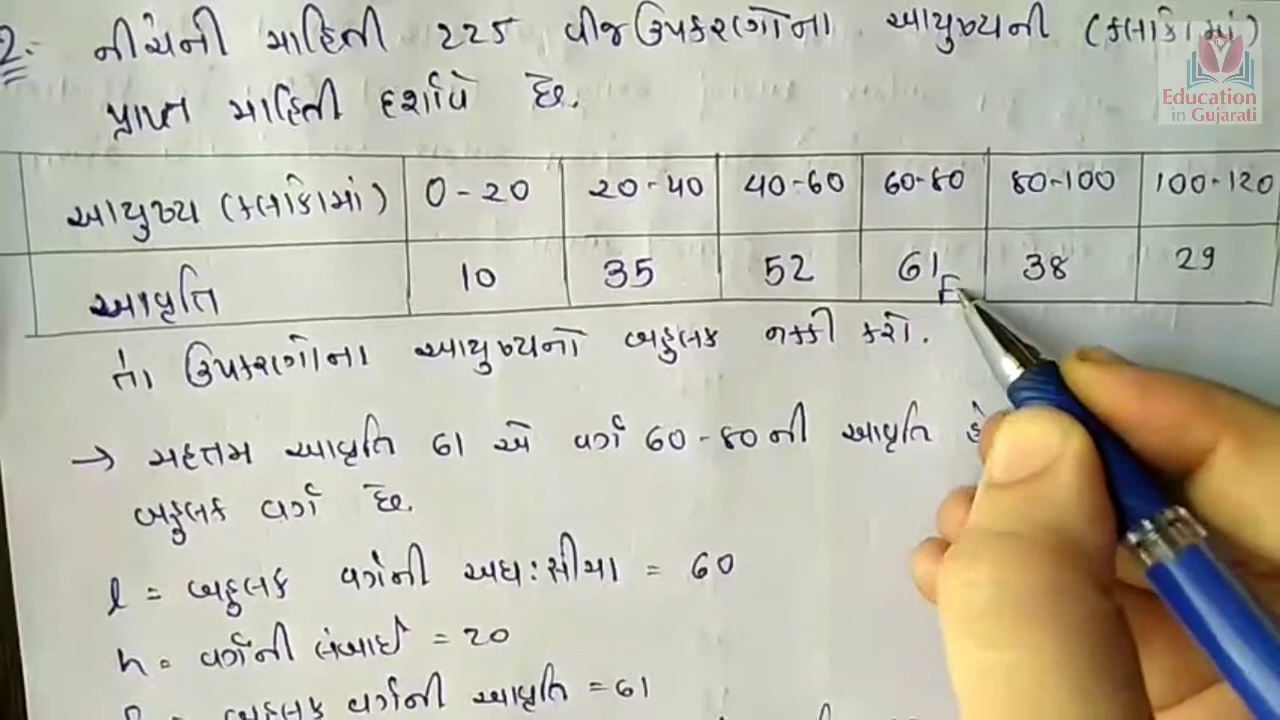 2. નીચેની માહિતી 225 વીજઉપકરણોના આયુષ્યની (કલાકોમાં)
પ્રાપ્ત માહિતી દર્શાવે છે.
Education
in Gujarati
આયુષ્ય (કલાકોમાં) 0-20 20-40 40-60 60-80 80-100 100-120
આવૃત્તિ 10 35 52 61 38 29
તો ઉપકરણોના આયુષ્યનો બહુલક નક્કી કરો.
→ મહત્તમ આવૃત્તિ 61 એ વર્ગ 60-80ની આવૃત્તિ
બહુલક વર્ગ છે.
l = બહુલક વર્ગની અધ:સીમા = 60
h = વર્ગની લંબાઈ = 20
બહુલક વર્ગની આવૃત્તિ = 61